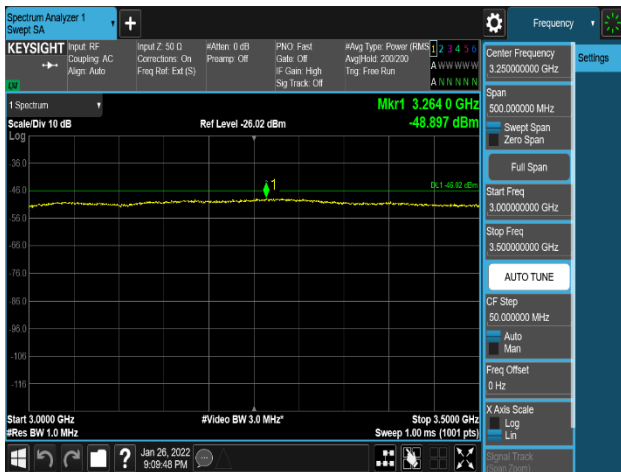 Spectrum Analyzer 1
Swept SA
Frequency
KEYSIGHT
Input: RF
Coupling: AC
Align: Auto
Input Z: 50 Ω
Corrections: On
Freq Ref: Ext (S)
#Atten: 0 dB
Preamp: Off
PNO: Fast
Gate: Off
IF Gain: High
Sig Track: Off
#Avg Type: Power (RMS
Avg|Hold: 200/200
Trig: Free Run
1 2 3 4 5 6
A W W W W W
A N N N N N
LXI
1 Spectrum
Scale/Div 10 dB
Ref Level -26.02 dBm
Mkr1 3.264 0 GHz
-48.897 dBm
Log
-36.0
-46.0
-56.0
-66.0
-76.0
-86.0
-96.0
-106
-116
1
DL1 -46.02 dBm
Start 3.0000 GHz
#Res BW 1.0 MHz
#Video BW 3.0 MHz*
Stop 3.5000 GHz
Sweep 1.00 ms (1001 pts)
Jan 26, 2022
9:09:48 PM
Center Frequency
3.250000000 GHz
Settings
Span
500.000000 MHz
Swept Span
Zero Span
Full Span
Start Freq
3.000000000 GHz
Stop Freq
3.500000000 GHz
AUTO TUNE
CF Step
50.000000 MHz
Auto
Man
Freq Offset
0 Hz
X Axis Scale
Log
Lin
Signal Track
(Span Zoom)